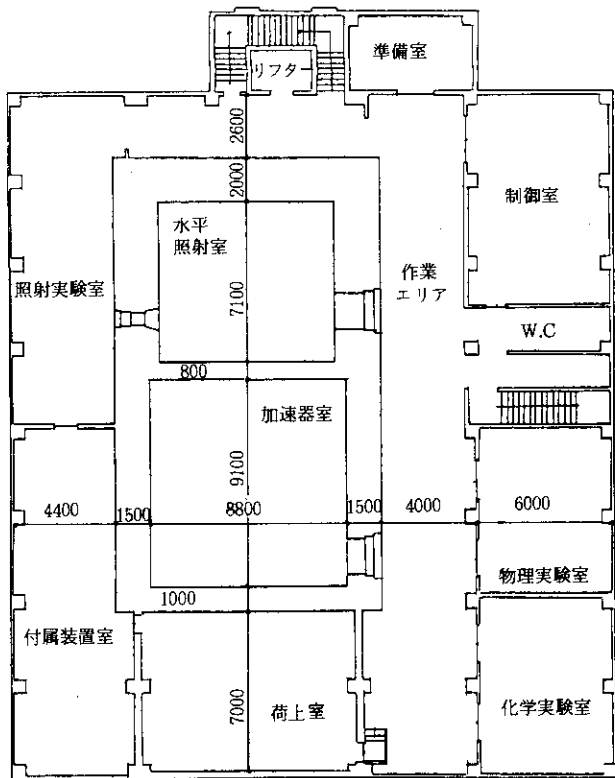 準備室
リフター
2600
2000
水平
照射室
制御室
作業
エリア
照射実験室
7100
W.C
800
加速器室
9100
4400
1500
8800
1500
4000
6000
物理実験室
1000
付属装置室
7000
荷上室
化学実験室